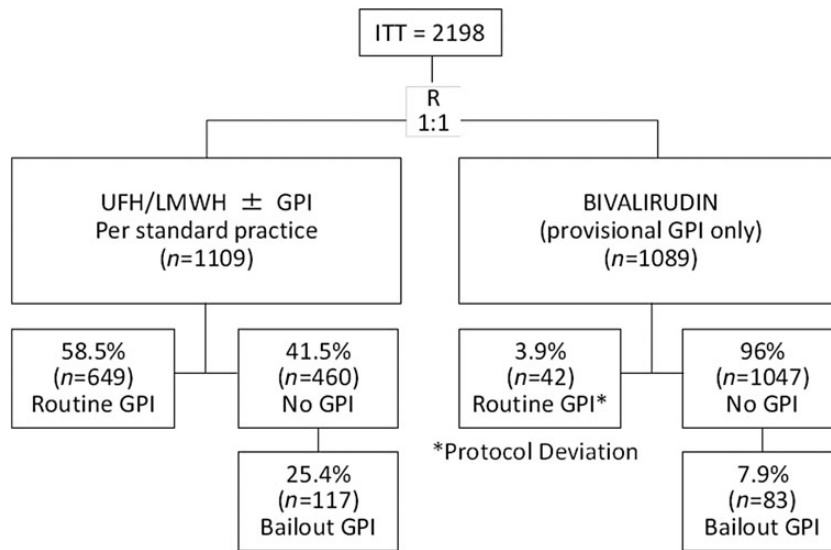 ITT = 2198
R
1:1
UFH/LMWH ± GPI
Per standard practice
(n=1109)
BIVALIRUDIN
(provisional GPI only)
(n=1089)
58.5%
(n=649)
Routine GPI
41.5%
(n=460)
No GPI
3.9%
(n=42)
Routine GPI*
96%
(n=1047)
No GPI
*Protocol Deviation
25.4%
(n=117)
Bailout GPI
7.9%
(n=83)
Bailout GPI